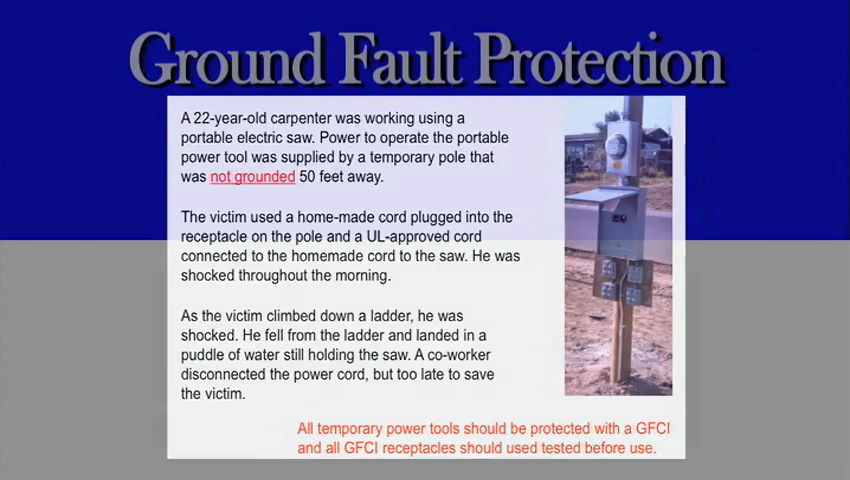 Ground Fault Protection
A 22-year-old carpenter was working using a
portable electric saw. Power to operate the portable
power tool was supplied by a temporary pole that
was not grounded 50 feet away.
The victim used a home-made cord plugged into the
receptacle on the pole and a UL-approved cord
connected to the homemade cord to the saw. He was
shocked throughout the morning.
As the victim climbed down a ladder, he was
shocked. He fell from the ladder and landed in a
puddle of water still holding the saw. A co-worker
disconnected the power cord, but too late to save
the victim.
All temporary power tools should be protected with a GFCI
and all GFCI receptacles should used tested before use.